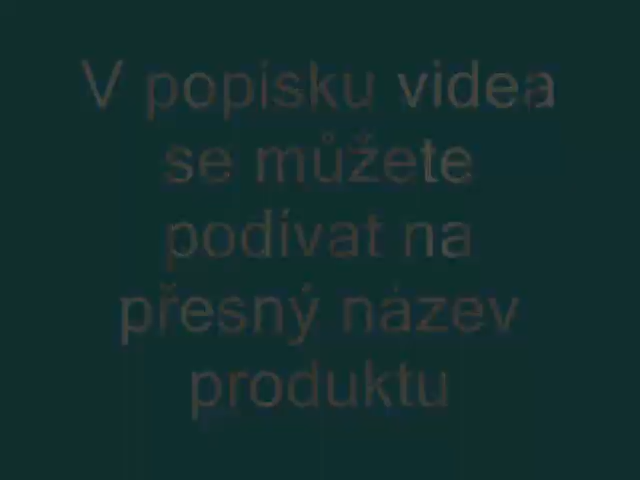 V popisku videa
se můžete
podívat na
přesný název
produktu